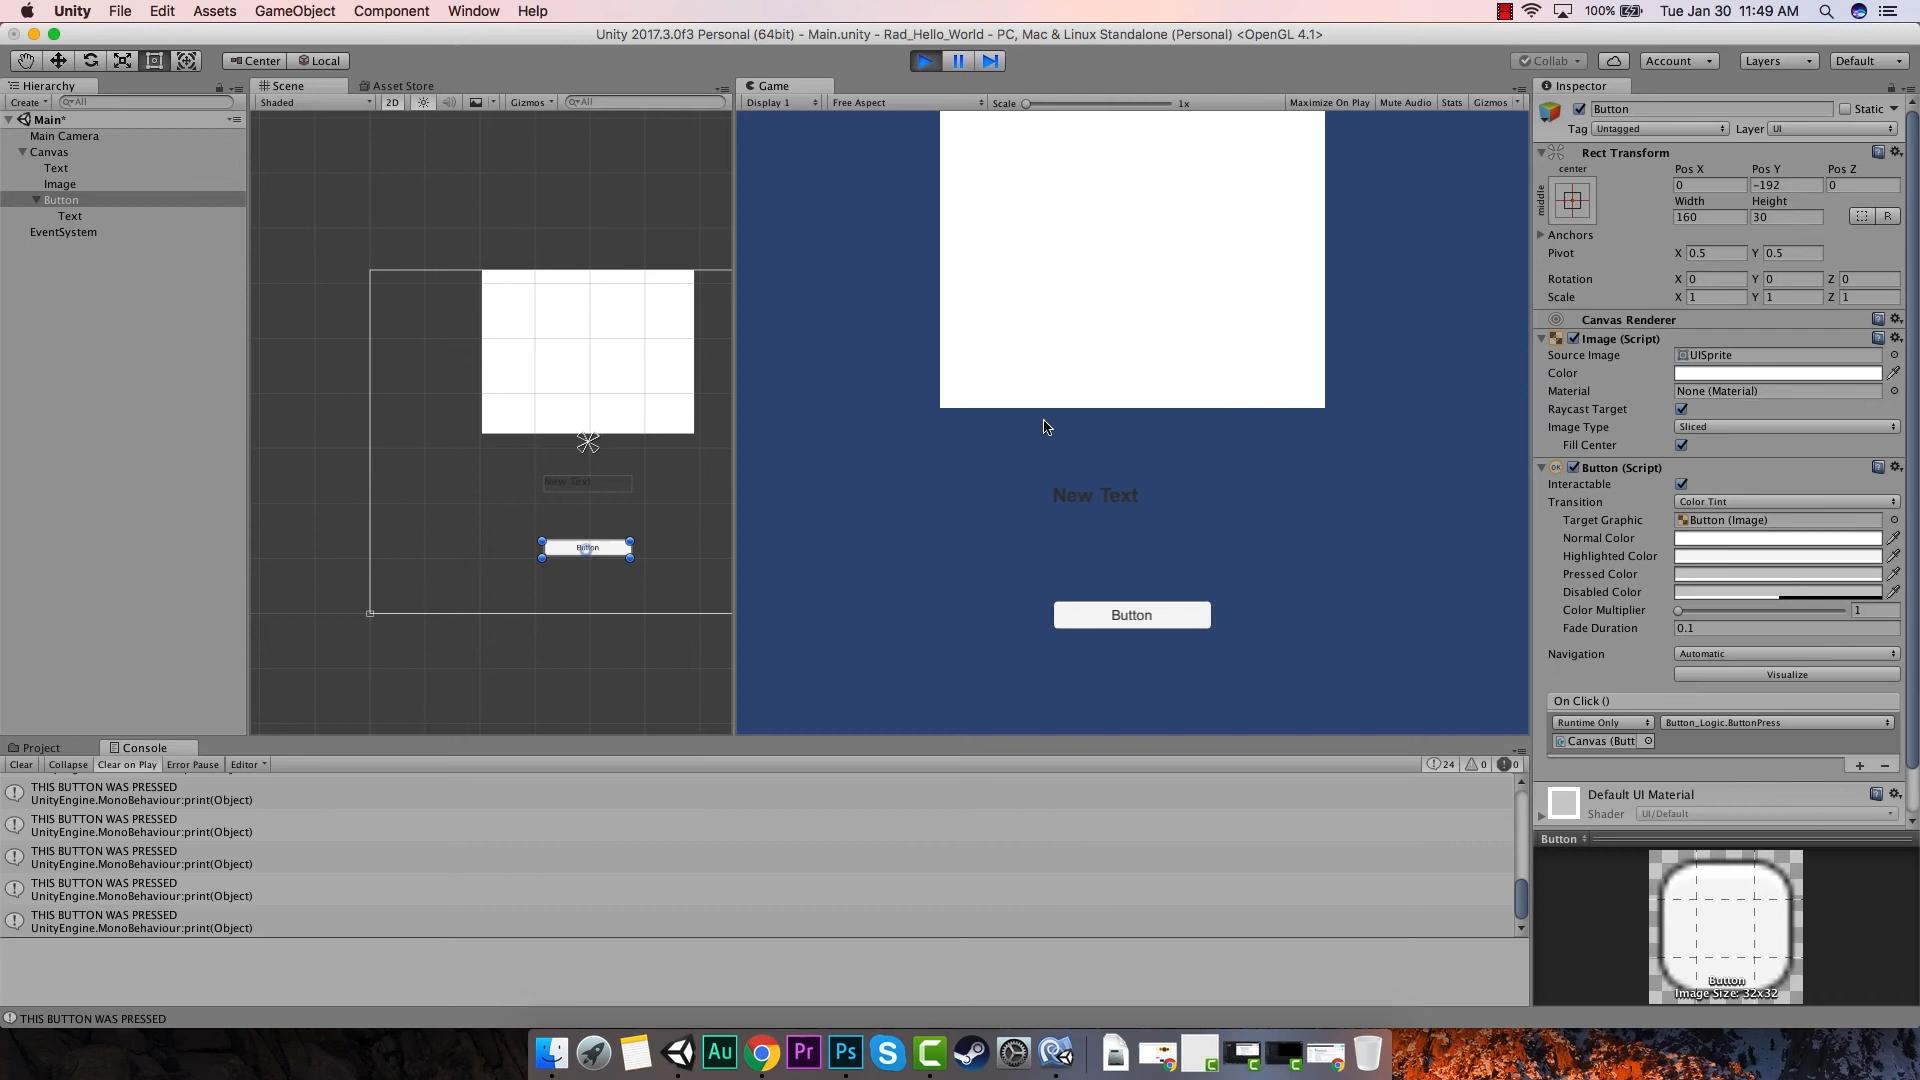 Unity File Edit Assets GameObject Component Window Help
100% Tue Jan 30 11:49 AM
Unity 2017.3.0f3 Personal (64bit) - Main.unity - Rad_Hello_World - PC, Mac & Linux Standalone (Personal) <OpenGL 4.1>
Center Local
Collab Account Layers Default
Hierarchy
Create All
Main*
Main Camera
Canvas
Text
Image
Button
Text
EventSystem
Scene Asset Store
Shaded 2D Gizmos All
New Text
Button
Game
Display 1 Free Aspect Scale 1x Maximize On Play Mute Audio Stats Gizmos
New Text
Button
Inspector
Button Static
Tag Untagged Layer UI
Rect Transform
center
middle
Pos X Pos Y Pos Z
0 -192 0
Width Height
160 30
R
Anchors
Pivot X 0.5 Y 0.5
Rotation X 0 Y 0 Z 0
Scale X 1 Y 1 Z 1
Canvas Renderer
Image (Script)
Source Image UISprite
Color
Material None (Material)
Raycast Target
Image Type Sliced
Fill Center
OK Button (Script)
Interactable
Transition Color Tint
Target Graphic Button (Image)
Normal Color
Highlighted Color
Pressed Color
Disabled Color
Color Multiplier 1
Fade Duration 0.1
Navigation Automatic
Visualize
On Click ()
Runtime Only Button_Logic.ButtonPress
Canvas (Butt
+ −
Default UI Material
Shader UI/Default
Button
Button
Image Size: 32x32
Project Console
Clear Collapse Clear on Play Error Pause Editor 24 0 0
THIS BUTTON WAS PRESSED
UnityEngine.MonoBehaviour:print(Object)
THIS BUTTON WAS PRESSED
UnityEngine.MonoBehaviour:print(Object)
THIS BUTTON WAS PRESSED
UnityEngine.MonoBehaviour:print(Object)
THIS BUTTON WAS PRESSED
UnityEngine.MonoBehaviour:print(Object)
THIS BUTTON WAS PRESSED
UnityEngine.MonoBehaviour:print(Object)
THIS BUTTON WAS PRESSED
Au Pr Ps